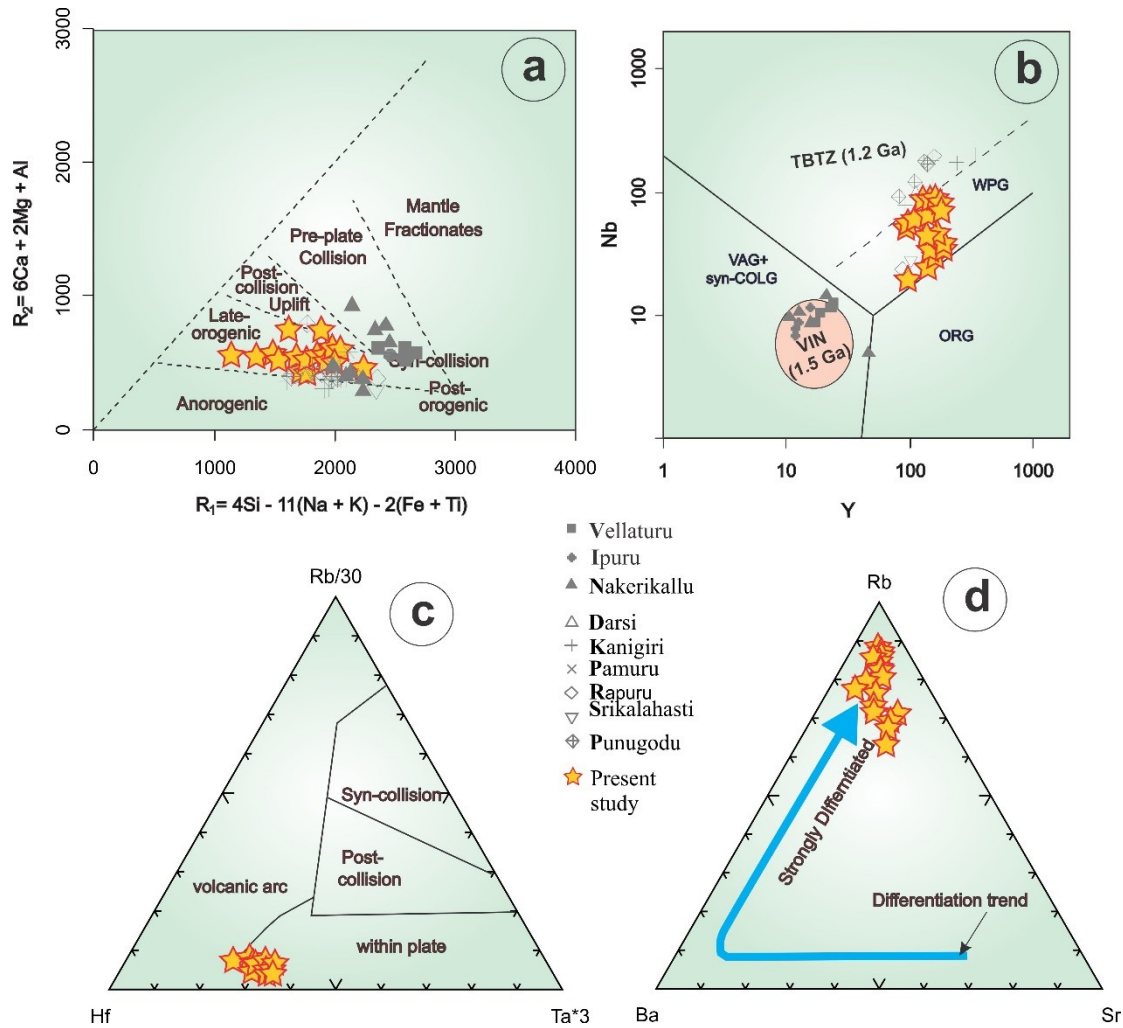 a
3000
2000
1000
0
R2= 6Ca + 2Mg + Al
Mantle
Fractionates
Pre-plate
Collision
Post-
collision
Uplift
Late-
orogenic
Syn-collision
Post-
orogenic
Anorogenic
0
1000
2000
3000
4000
R1= 4Si - 11(Na + K) - 2(Fe + Ti)
b
1000
100
10
1
Nb
TBTZ (1.2 Ga)
WPG
VAG+
syn-COLG
ORG
VIN
(1.5 Ga)
1
10
100
1000
Y
Vellaturu
Ipuru
Nakerikallu
Darsi
Kanigiri
Pamuru
Rapuru
Srikalahasti
Punugodu
Present
study
c
Rb/30
Syn-collision
Post-
collision
volcanic arc
within plate
Hf
Ta*3
d
Rb
Strongly Differntiated
Differentiation trend
Ba
Sr